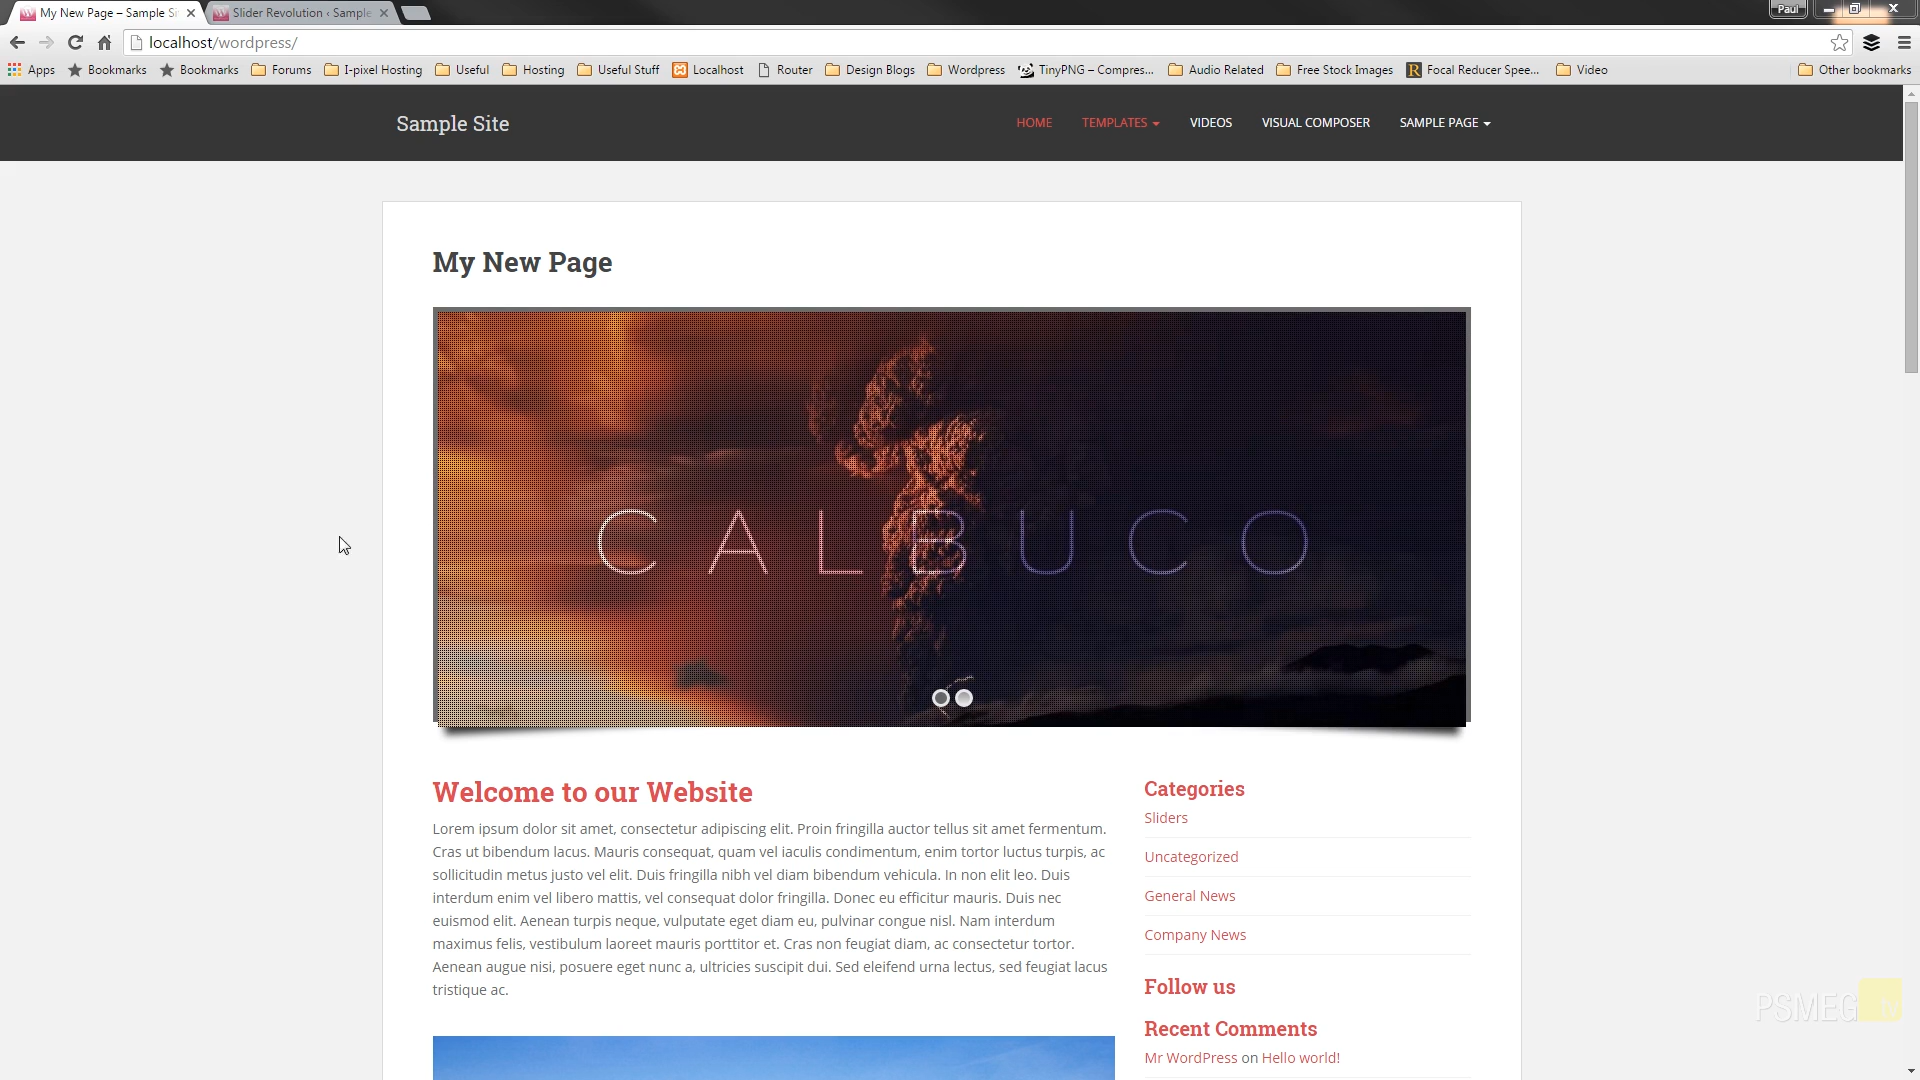 My New Page – Sample Si
Slider Revolution ‹ Sample
Paul
localhost/wordpress/
Apps
Bookmarks
Bookmarks
Forums
I-pixel Hosting
Useful
Hosting
Useful Stuff
Localhost
Router
Design Blogs
Wordpress
TinyPNG – Compres...
Audio Related
Free Stock Images
Focal Reducer Spee...
Video
Other bookmarks
Sample Site
HOME
TEMPLATES
VIDEOS
VISUAL COMPOSER
SAMPLE PAGE
My New Page
CALBUCO
Welcome to our Website
Lorem ipsum dolor sit amet, consectetur adipiscing elit. Proin fringilla auctor tellus sit amet fermentum.
Cras ut bibendum lacus. Mauris consequat, quam vel iaculis condimentum, enim tortor luctus turpis, ac
sollicitudin metus justo vel elit. Duis fringilla nibh vel diam bibendum vehicula. In non elit leo. Duis
interdum enim vel libero mattis, vel consequat dolor fringilla. Donec eu efficitur mauris. Duis nec
euismod elit. Aenean turpis neque, vulputate eget diam eu, pulvinar congue nisl. Nam interdum
maximus felis, vestibulum laoreet mauris porttitor et. Cras non feugiat diam, ac consectetur tortor.
Aenean augue nisi, posuere eget nunc a, ultricies suscipit dui. Sed eleifend urna lectus, sed feugiat lacus
tristique ac.
Categories
Sliders
Uncategorized
General News
Company News
Follow us
Recent Comments
Mr WordPress on Hello world!
PSMEG tv